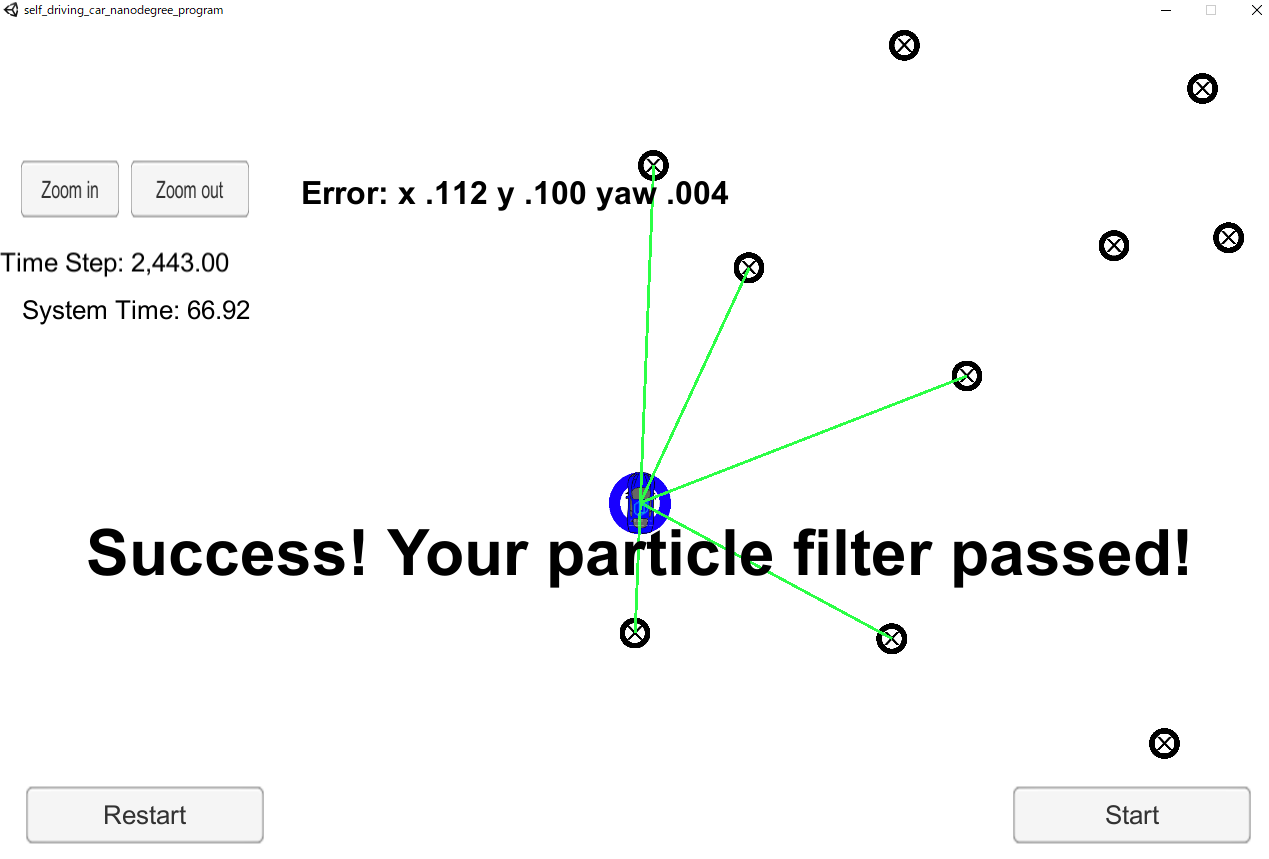 self_driving_car_nanodegree_program
Zoom in
Zoom out
Error: x .112 y .100 yaw .004
Time Step: 2,443.00
System Time: 66.92
Success! Your particle filter passed!
Restart
Start